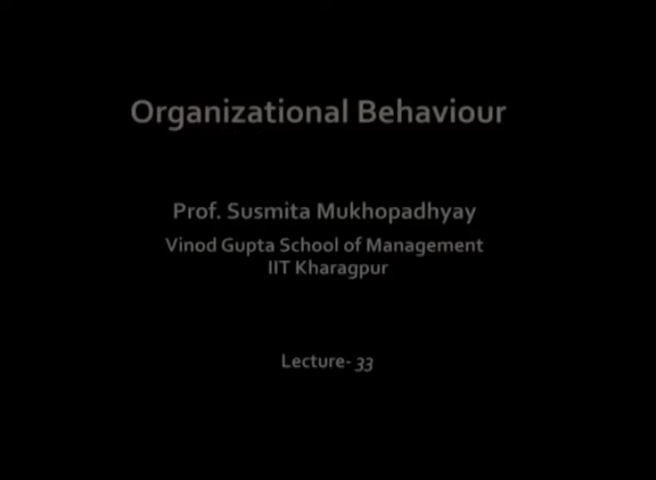 Organizational Behaviour
Prof. Susmita Mukhopadhyay
Vinod Gupta School of Management
IIT Kharagpur
Lecture- 33